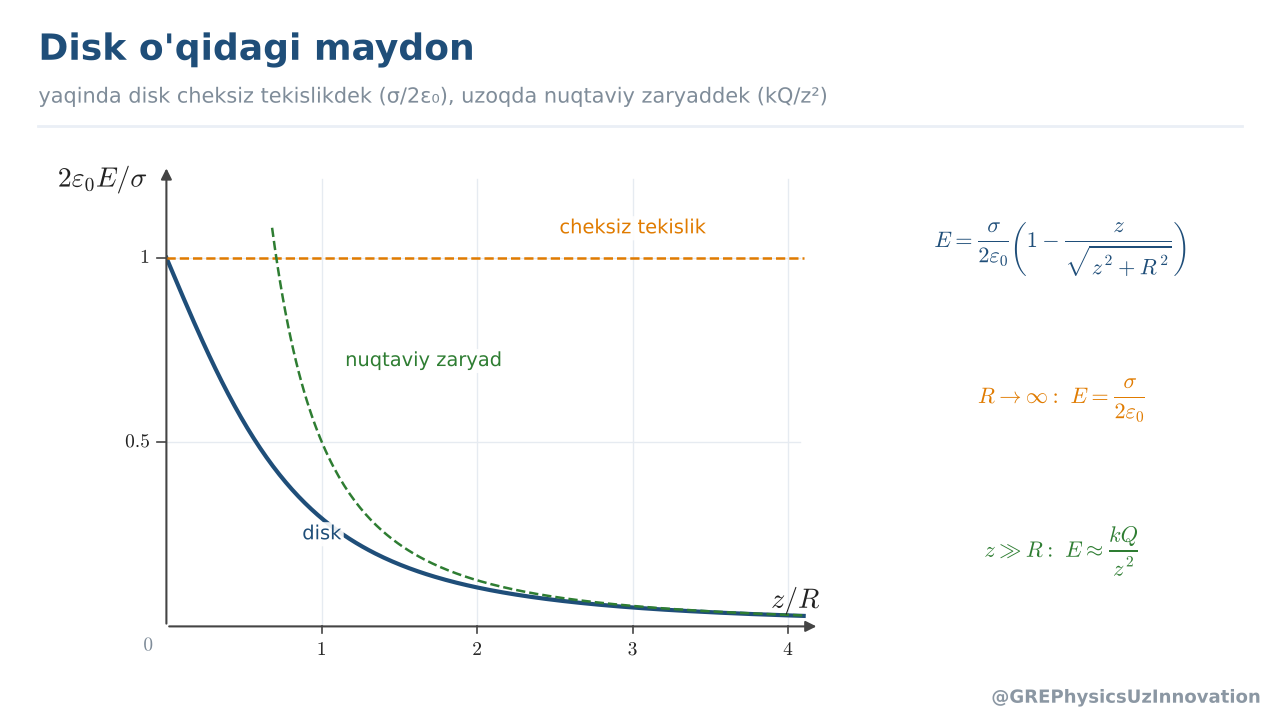 Disk o'qidagi maydon
yaqinda disk cheksiz tekislikdek (σ/2ε₀), uzoqda nuqtaviy zaryaddek (kQ/z²)
2ε₀E/σ
cheksiz tekislik
1
E = σ/2ε₀ (1 − z/√(z² + R²))
nuqtaviy zaryad
R → ∞ : E = σ/2ε₀
0.5
disk
z ≫ R : E ≈ kQ/z²
z/R
0
1 2 3 4
@GREPhysicsUzInnovation